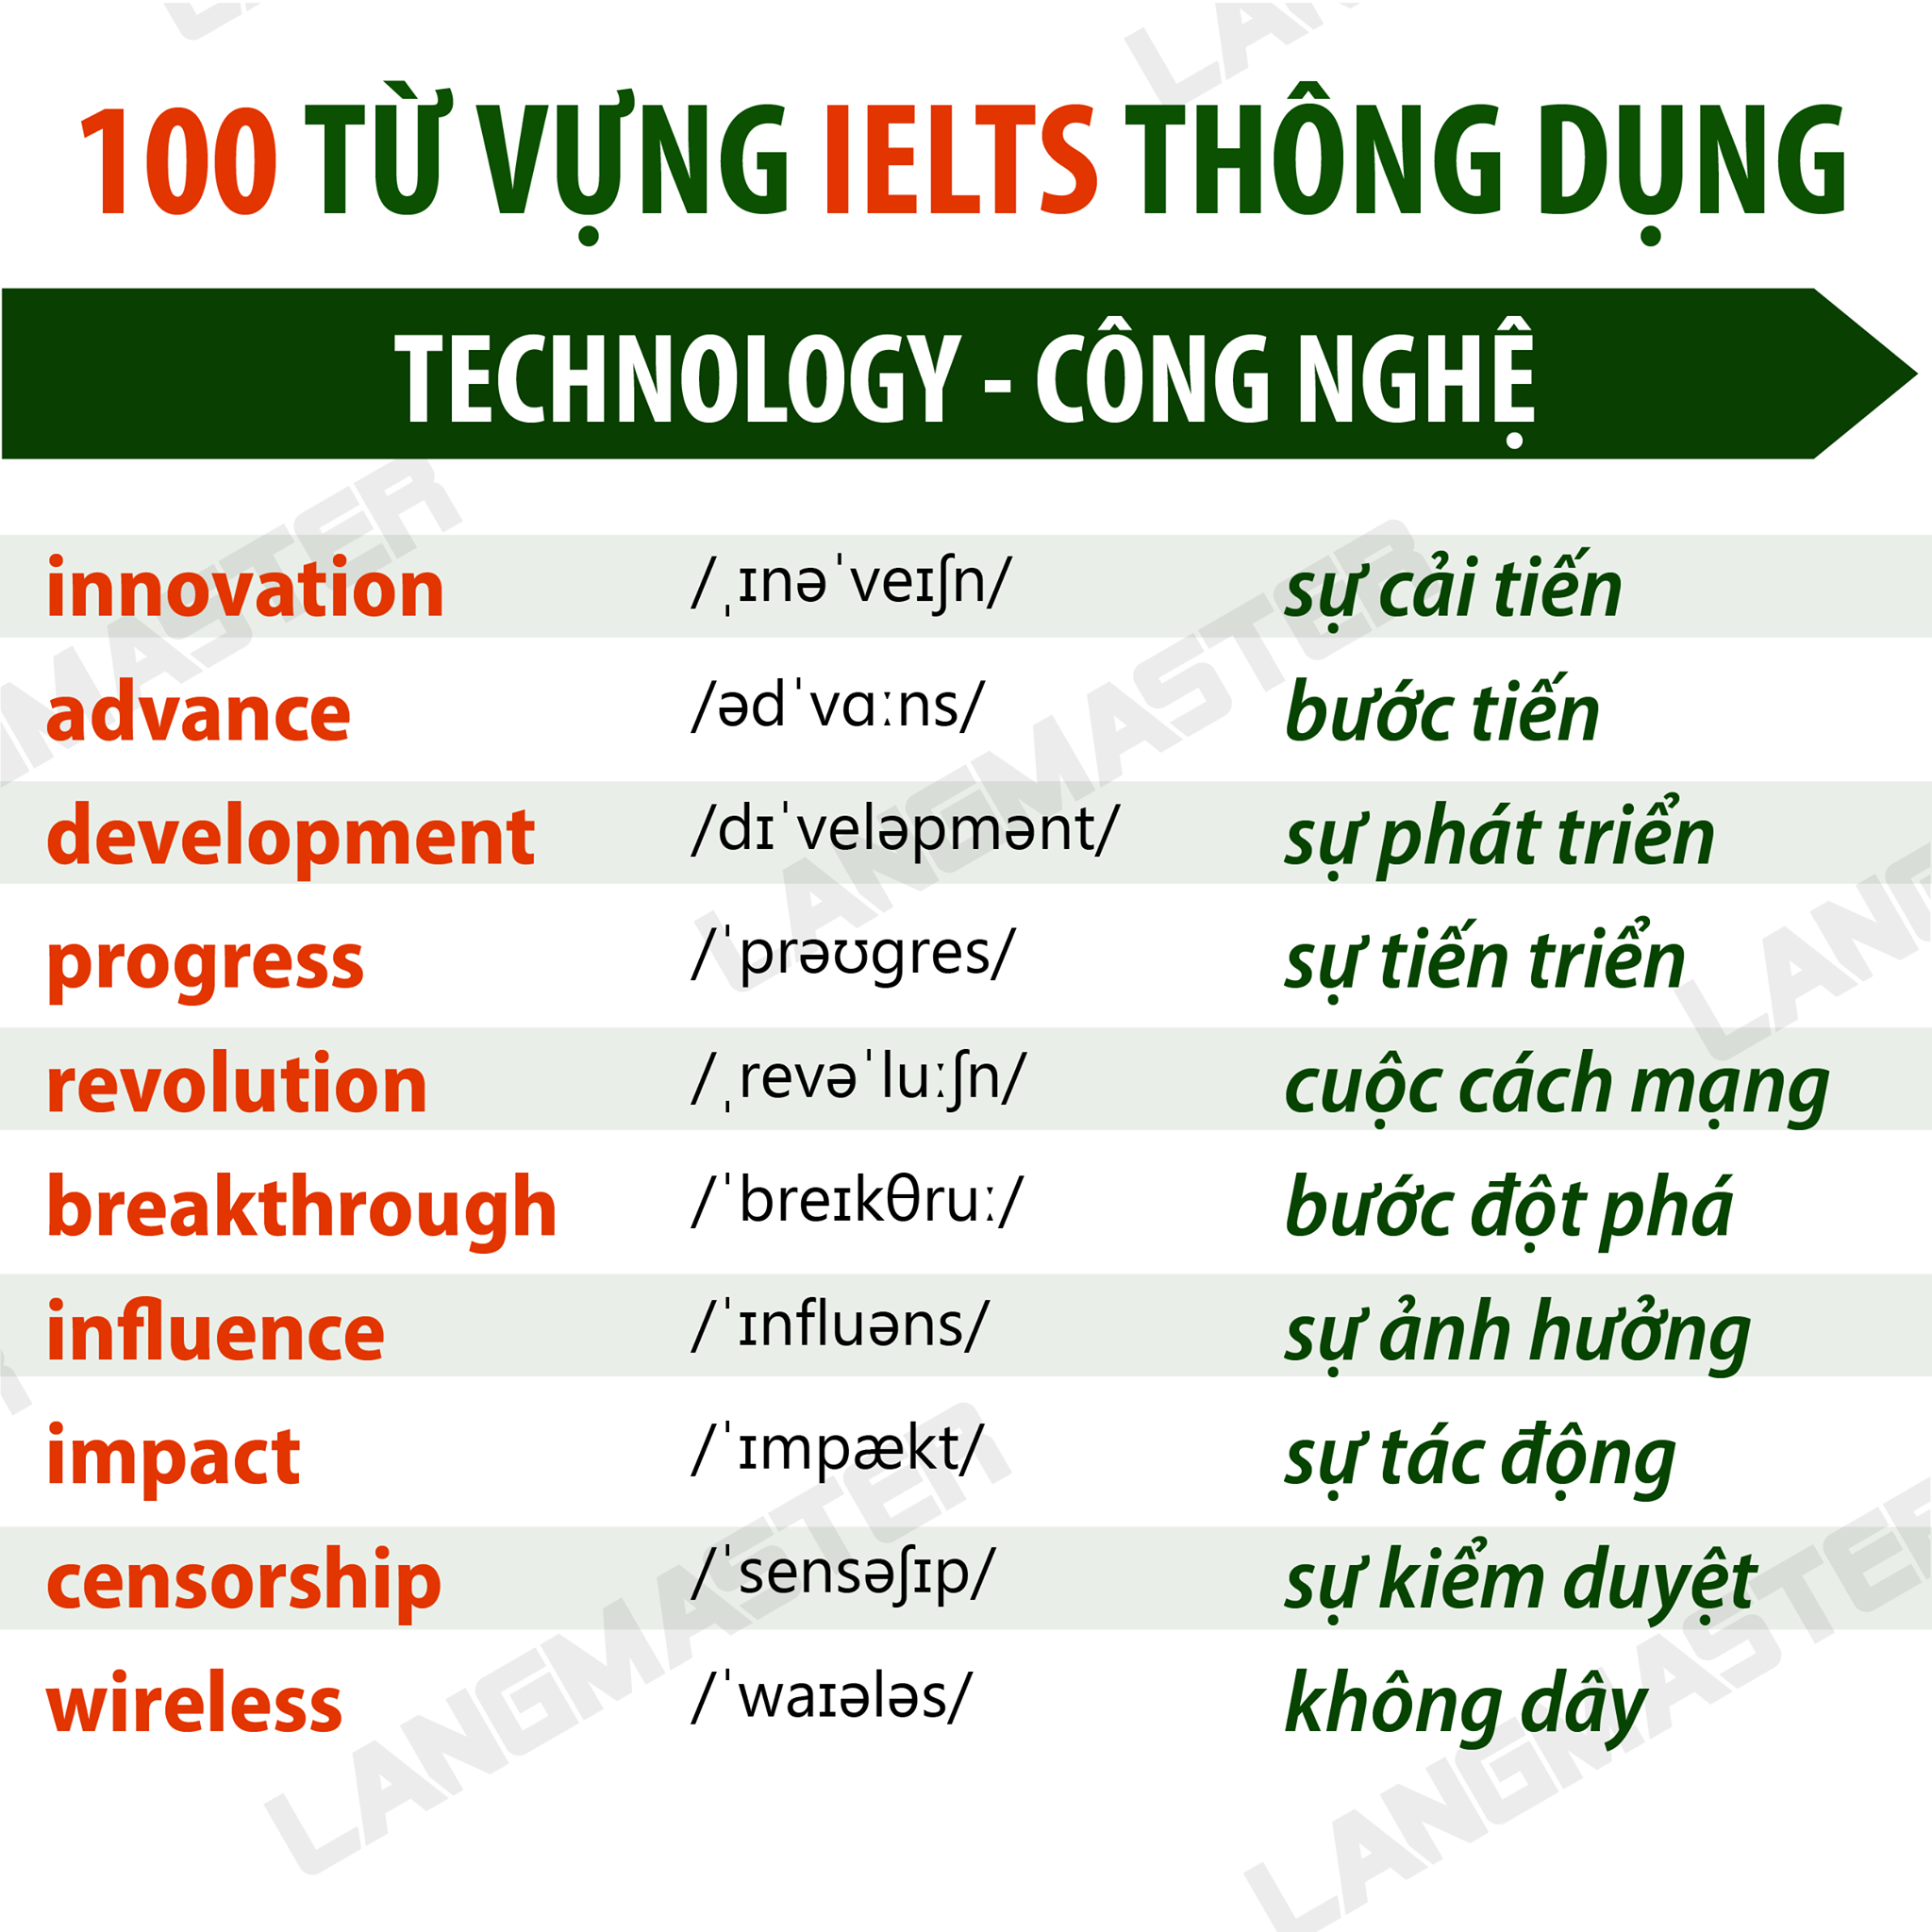 100 TỪ VỰNG IELTS THÔNG DỤNG
TECHNOLOGY - CÔNG NGHỆ
innovation /ˌɪnəˈveɪʃn/ sự cải tiến
advance /ədˈvɑːns/ bước tiến
development /dɪˈveləpmənt/ sự phát triển
progress /ˈprəʊgres/ sự tiến triển
revolution /ˌrevəˈluːʃn/ cuộc cách mạng
breakthrough /ˈbreɪkθruː/ bước đột phá
influence /ˈɪnfluəns/ sự ảnh hưởng
impact /ˈɪmpækt/ sự tác động
censorship /ˈsensəʃɪp/ sự kiểm duyệt
wireless /ˈwaɪələs/ không dây
LANGMASTER
LANGMASTER
LANGMASTER